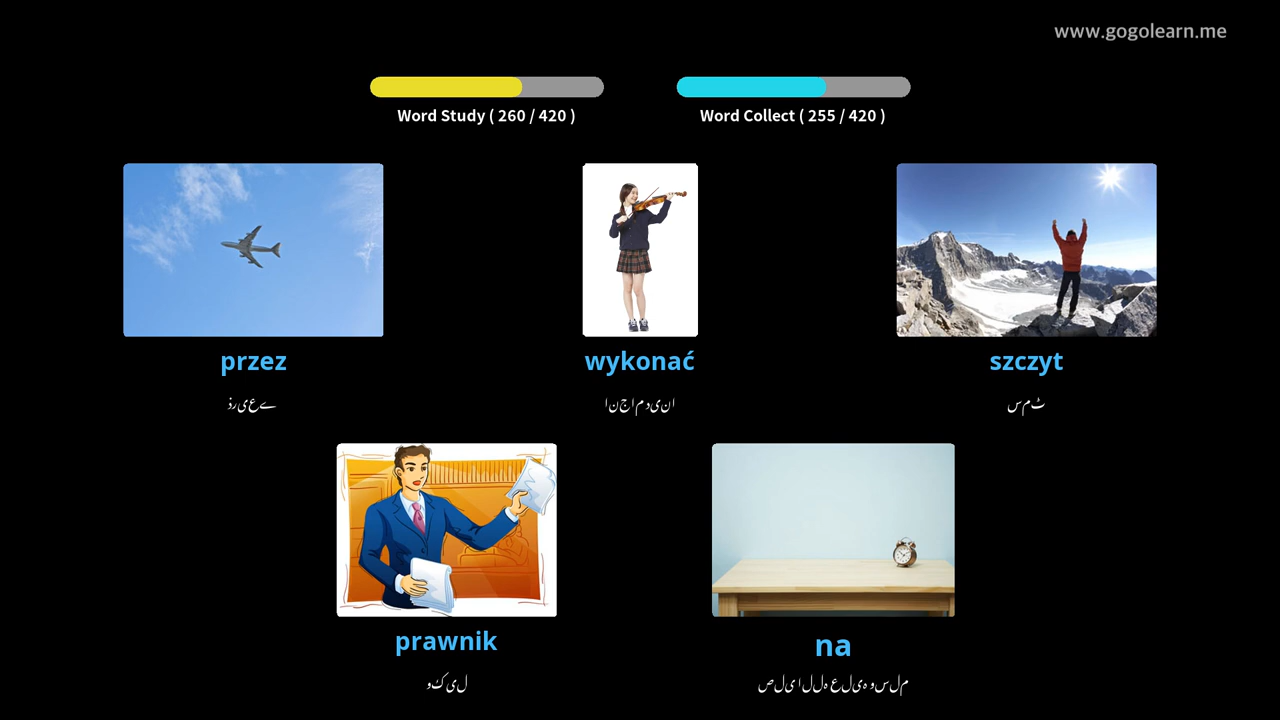 www.gogolearn.me
Word Study ( 260 / 420 )
Word Collect ( 255 / 420 )
przez
wykonać
szczyt
ذریعے
انجام دینا
سمٹ
prawnik
na
وکیل
صلی اللہ علیہ وسلم